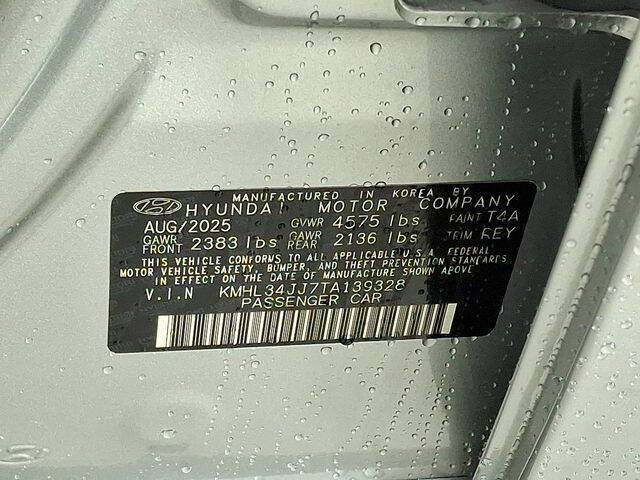 MANUFACTURED IN KOREA BY
HYUNDAI MOTOR COMPANY
AUG/2025 GVWR 4575 lbs PAINT T4A
GAWR FRONT 2383 lbs GAWR REAR 2136 lbs TRIM REY
THIS VEHICLE CONFORMS TO ALL APPLICABLE U.S.A FEDERAL
MOTOR VEHICLE SAFETY, BUMPER, AND THEFT PREVENTION STANDARDS
IN EFFECT ON THE DATE OF MANUFACTURE SHOWN ABOVE.
V.I.N KMHL34JJ7TA139328
PASSENGER CAR